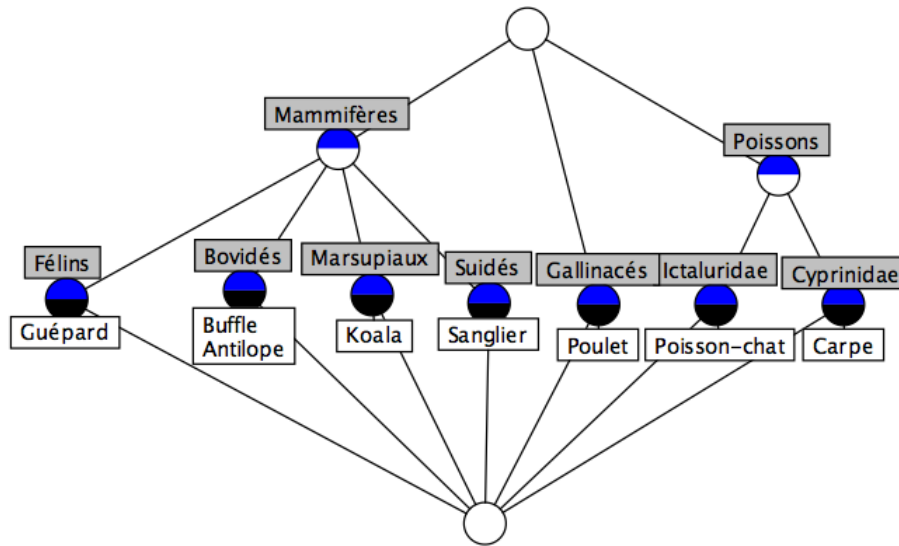 Mammifères
Poissons
Félins
Bovidés
Marsupiaux
Suidés
Gallinacés
Ictaluridae
Cyprinidae
Guépard
Buffle
Antilope
Koala
Sanglier
Poulet
Poisson-chat
Carpe